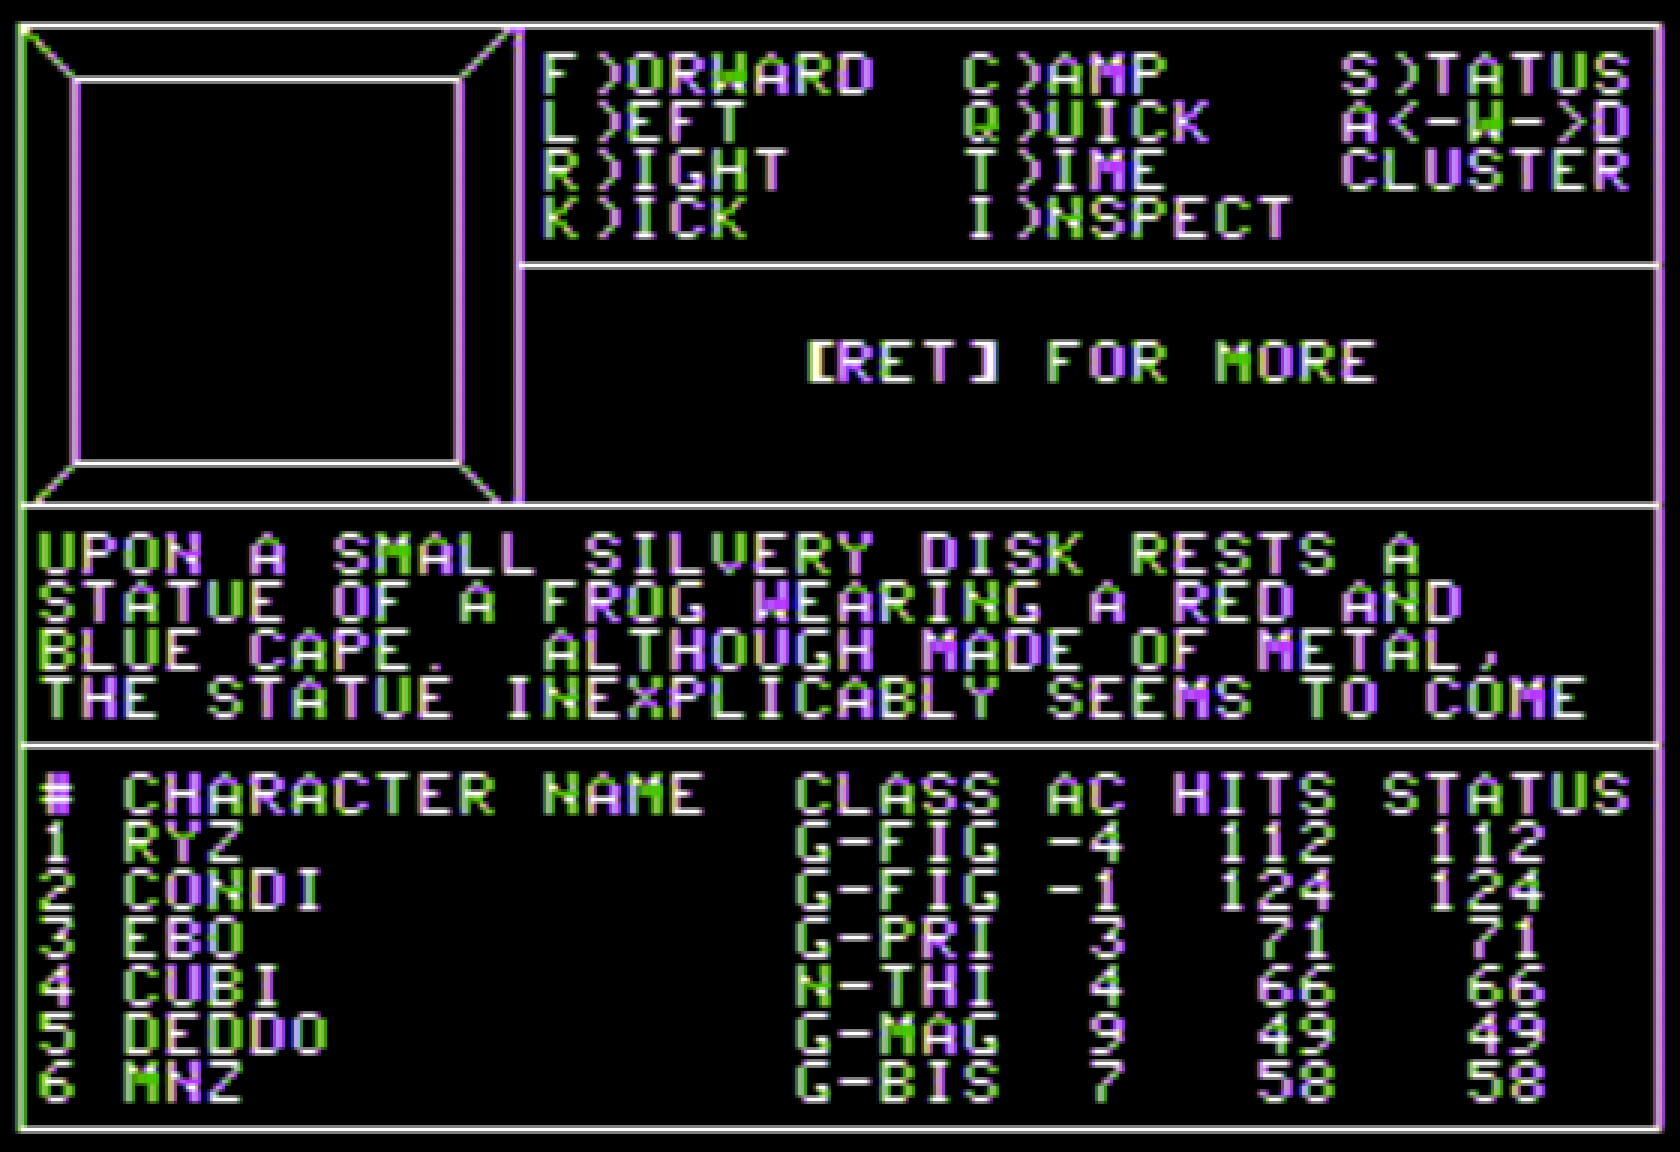 F)ORWARD C)AMP S)TATUS
L)EFT Q)UICK A<-W->D
R)IGHT T)IME CLUSTER
K)ICK I)NSPECT
[RET] FOR MORE
UPON A SMALL SILVERY DISK RESTS A
STATUE OF A FROG WEARING A RED AND
BLUE CAPE. ALTHOUGH MADE OF METAL,
THE STATUE INEXPLICABLY SEEMS TO COME
# CHARACTER NAME CLASS AC HITS STATUS
1 RYZ G-FIG -4 112 112
2 CONDI G-FIG -1 124 124
3 EBO G-PRI 3 71 71
4 CUBI N-THI 4 66 66
5 DEDDO G-MAG 9 49 49
6 MNZ G-BIS 7 58 58